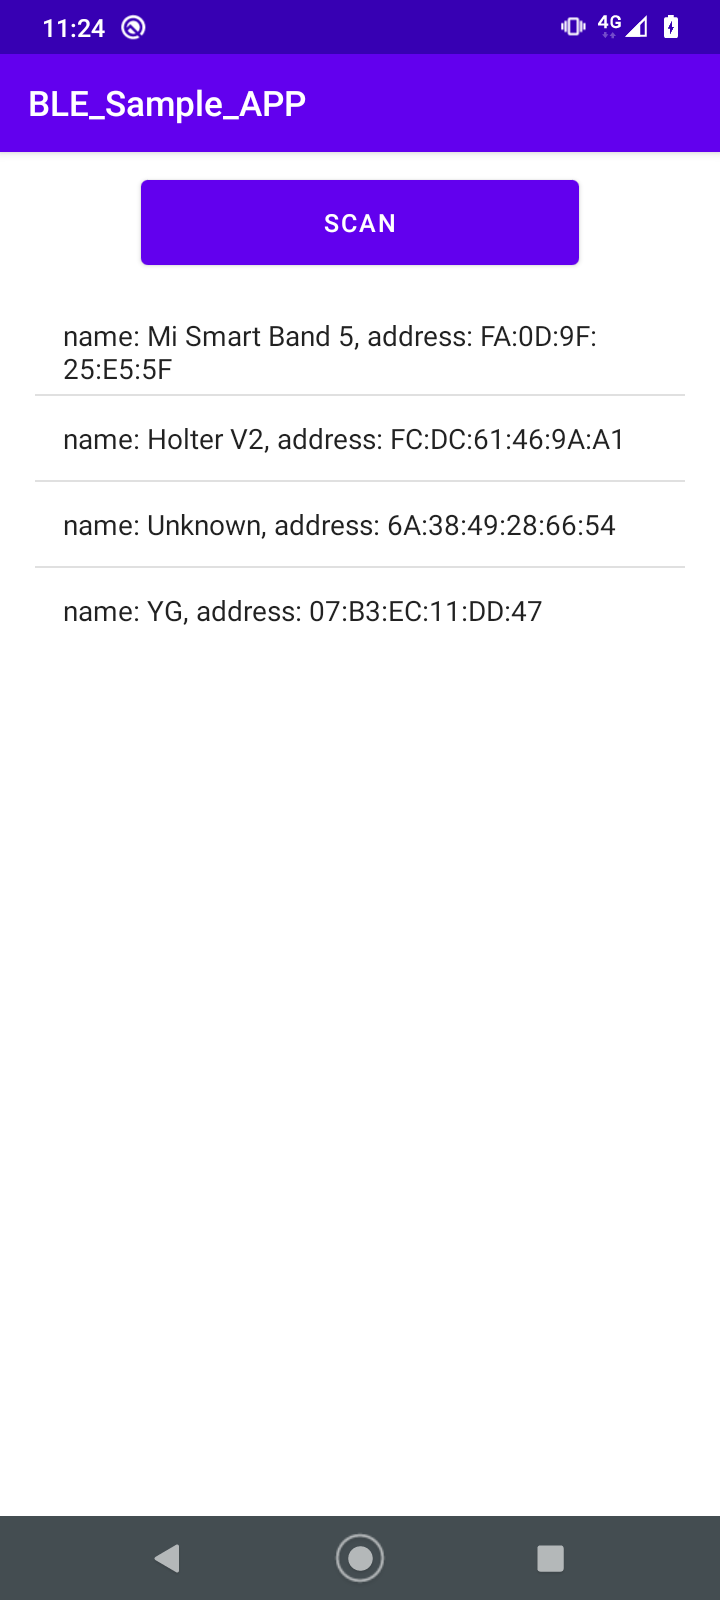 11:24
4G
BLE_Sample_APP
SCAN
name: Mi Smart Band 5, address: FA:0D:9F:
25:E5:5F
name: Holter V2, address: FC:DC:61:46:9A:A1
name: Unknown, address: 6A:38:49:28:66:54
name: YG, address: 07:B3:EC:11:DD:47